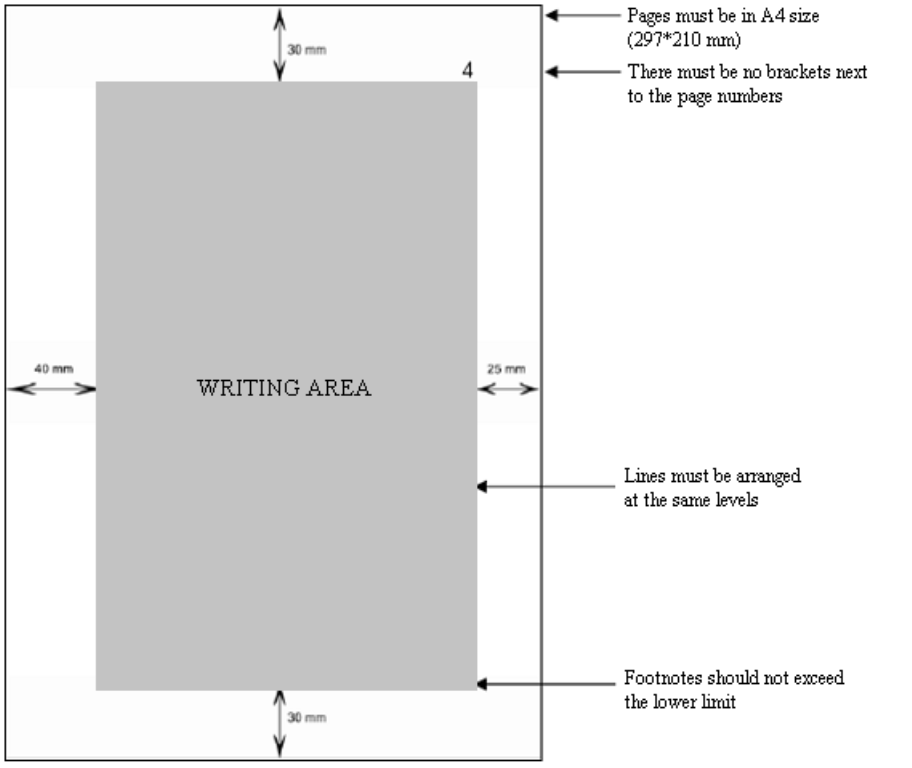 Pages must be in A4 size
(297*210 mm)
30 mm
4
There must be no brackets next
to the page numbers
40 mm
WRITING AREA
25 mm
Lines must be arranged
at the same levels
Footnotes should not exceed
the lower limit
30 mm